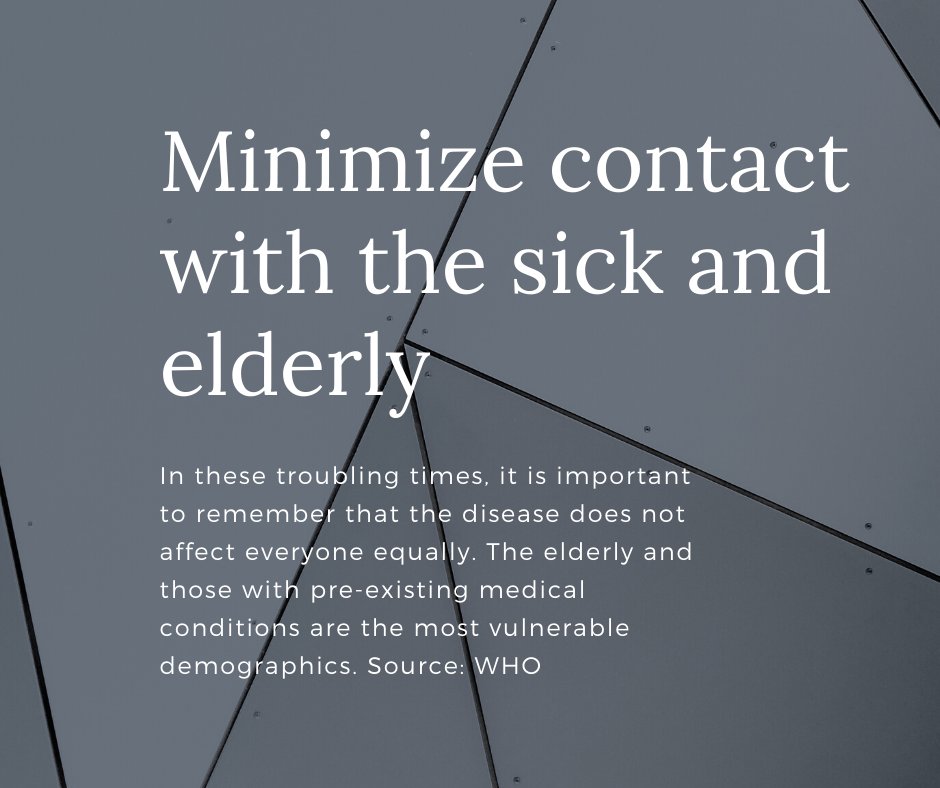 Minimize contact
with the sick and
elderly
In these troubling times, it is important
to remember that the disease does not
affect everyone equally. The elderly and
those with pre-existing medical
conditions are the most vulnerable
demographics. Source: WHO